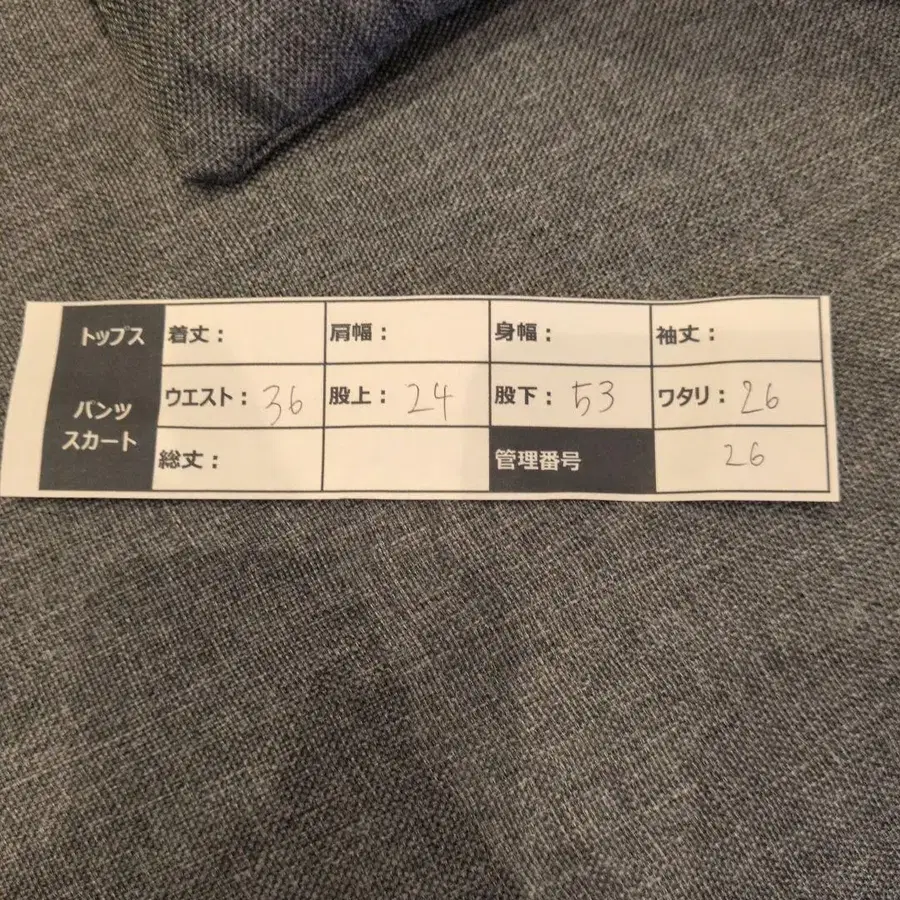 トップス 着丈: 肩幅: 身幅: 袖丈:
パンツ スカート ウエスト: 36 股上: 24 股下: 53 ワタリ: 26
総丈: 管理番号 26